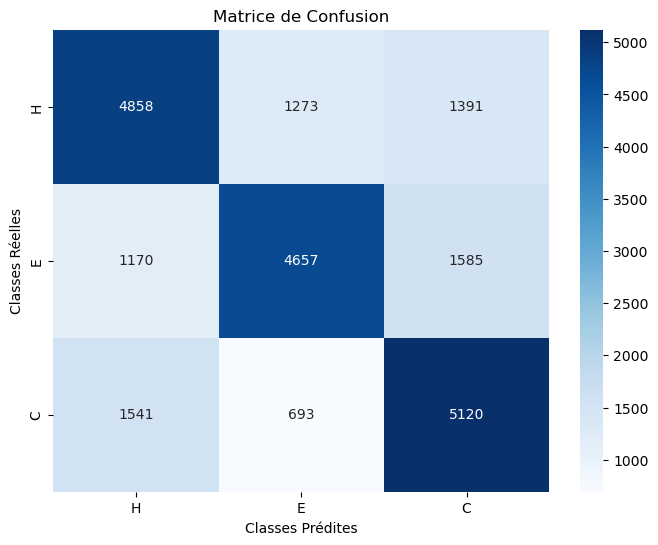 Matrice de Confusion
H
4858
1273
1391
E
1170
4657
1585
C
1541
693
5120
H
E
C
Classes Réelles
Classes Prédites
5000
4500
4000
3500
3000
2500
2000
1500
1000